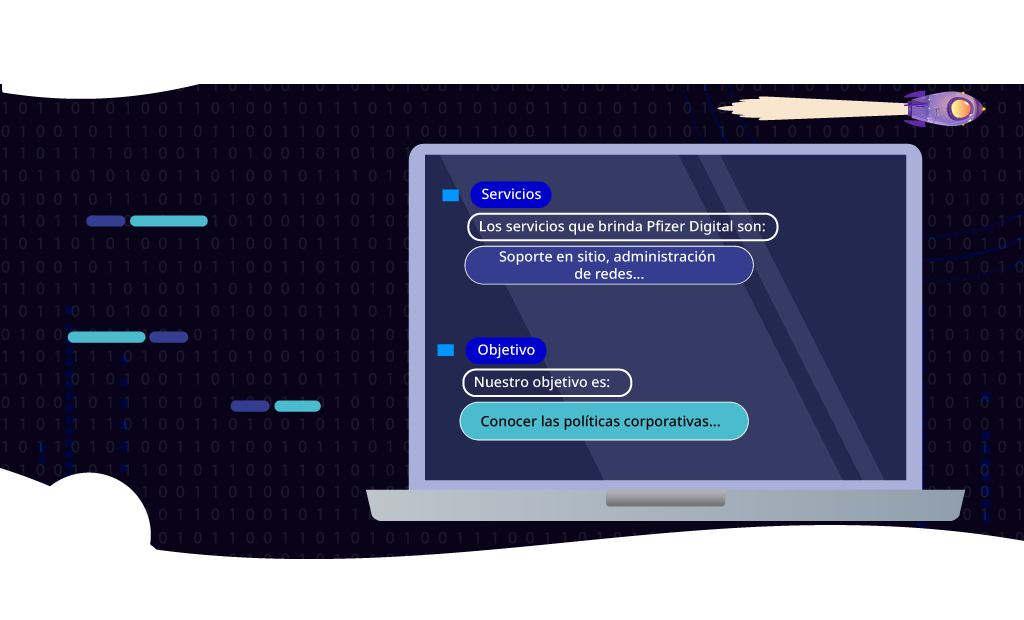 Servicios
Los servicios que brinda Pfizer Digital son:
Soporte en sitio, administración
de redes...
Objetivo
Nuestro objetivo es:
Conocer las políticas corporativas...